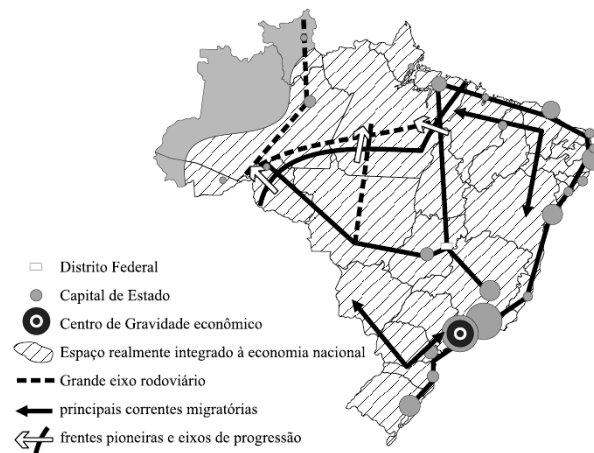 Distrito Federal
Capital de Estado
Centro de Gravidade econômico
Espaço realmente integrado à economia nacional
Grande eixo rodoviário
principais correntes migratórias
frentes pioneiras e eixos de progressão